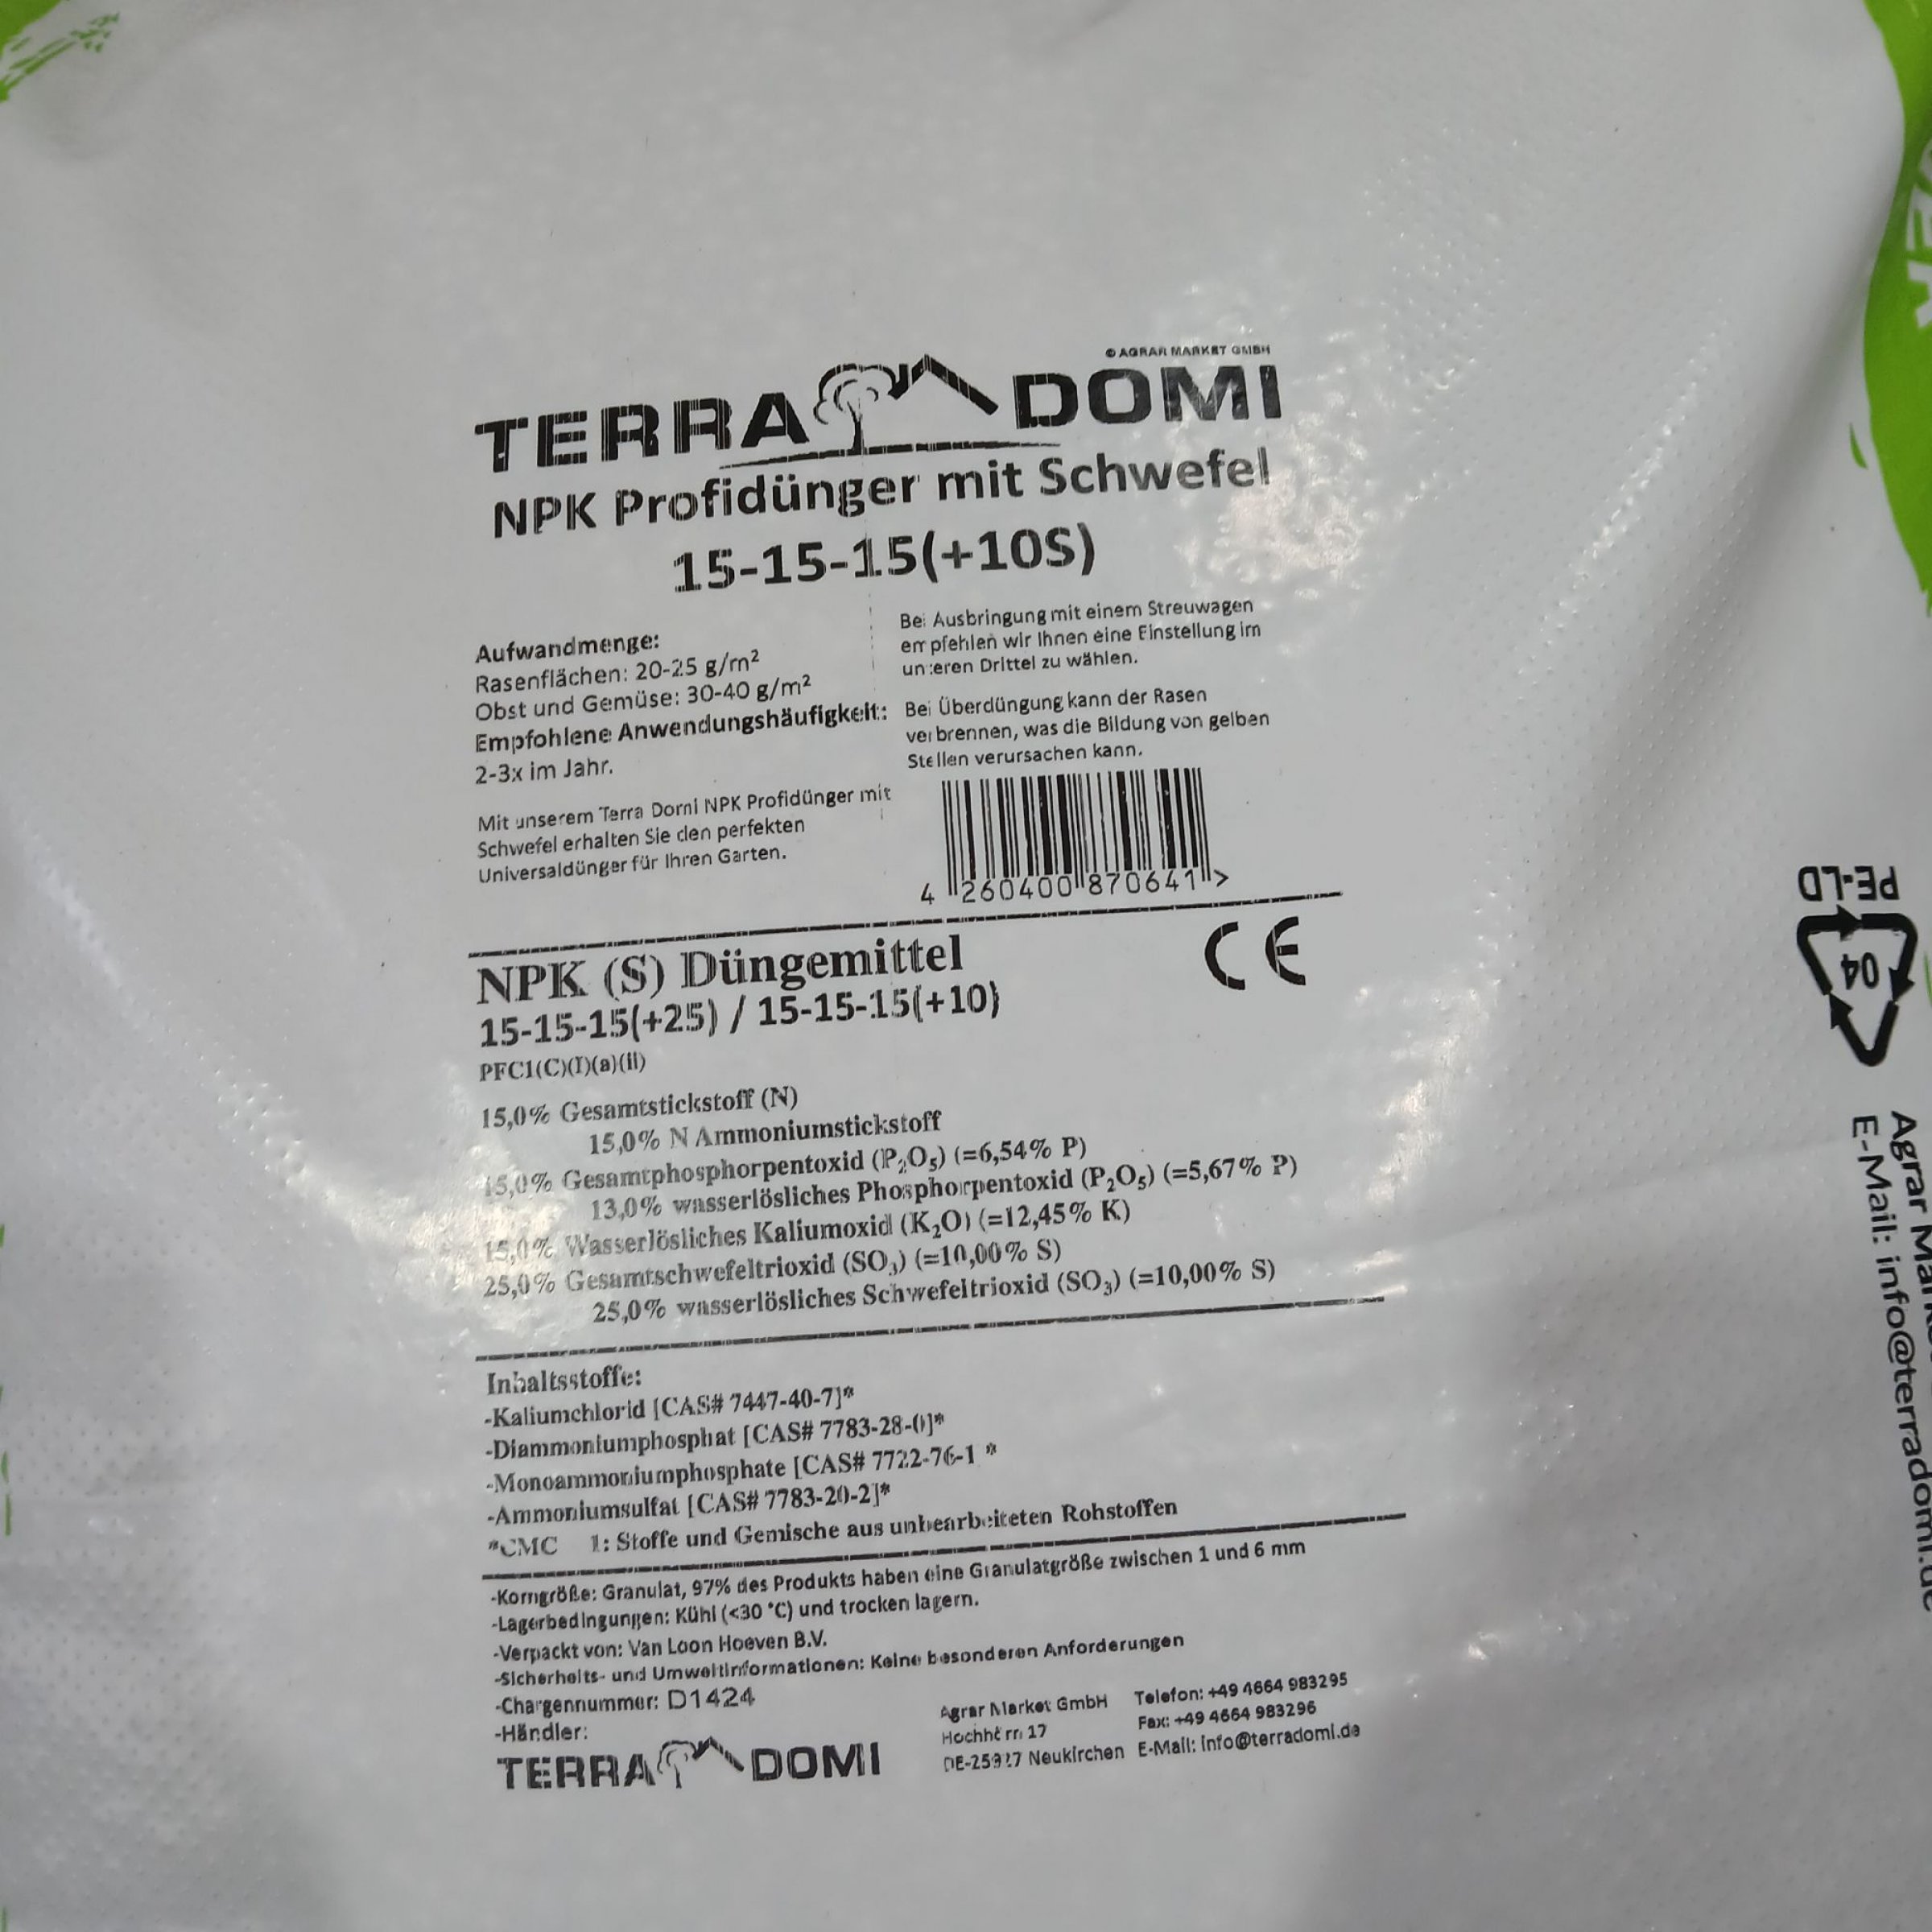 © AGRAR MARKET GMBH
TERRA DOMI
NPK Profidünger mit Schwefel
15-15-15(+10S)
Aufwandmenge:
Rasenflächen: 20-25 g/m²
Obst und Gemüse: 30-40 g/m²
Empfohlene Anwendungshäufigkeit:
2-3x im Jahr.
Mit unserem Terra Domi NPK Profidünger mit
Schwefel erhalten Sie den perfekten
Universaldünger für Ihren Garten.
Bei Ausbringung mit einem Streuwagen
empfehlen wir Ihnen eine Einstellung im
unteren Drittel zu wählen.
Bei Überdüngung kann der Rasen
verbrennen, was die Bildung von gelben
Stellen verursachen kann.
4 260400 870641 >
NPK (S) Düngemittel
CE
15-15-15(+25) / 15-15-15(+10)
PFC1(C)(I)(a)(ii)
15,0% Gesamtstickstoff (N)
15,0% N Ammoniumstickstoff
15,0% Gesamtphosphorpentoxid (P₂O₅) (=6,54% P)
13,0% wasserlösliches Phosphorpentoxid (P₂O₅) (=5,67% P)
15,0% Wasserlösliches Kaliumoxid (K₂O) (=12,45% K)
25,0% Gesamtschwefeltrioxid (SO₃) (=10,00% S)
25,0% wasserlösliches Schwefeltrioxid (SO₃) (=10,00% S)
Inhaltsstoffe:
-Kaliumchlorid [CAS# 7447-40-7]*
-Diammoniumphosphat [CAS# 7783-28-0]*
-Monoammoniumphosphate [CAS# 7722-76-1 *
-Ammoniumsulfat [CAS# 7783-20-2]*
*CMC 1: Stoffe und Gemische aus unbearbeiteten Rohstoffen
-Korngröße: Granulat, 97% des Produkts haben eine Granulatgröße zwischen 1 und 6 mm
-Lagerbedingungen: Kühl (<30 °C) und trocken lagern.
-Verpackt von: Van Loon Hoeven B.V.
-Sicherheits- und Umweltinformationen: Keine besonderen Anforderungen
-Chargennummer: D1424
-Händler:
TERRA DOMI
Agrar Market GmbH
17
DE-25927 Neukirchen
Telefon: +49 4664 983295
Fax: +49 4664 983296
E-Mail: info@terradomi.de
PE-LD
04
Agrar
E-Mail: info@terradomi.de